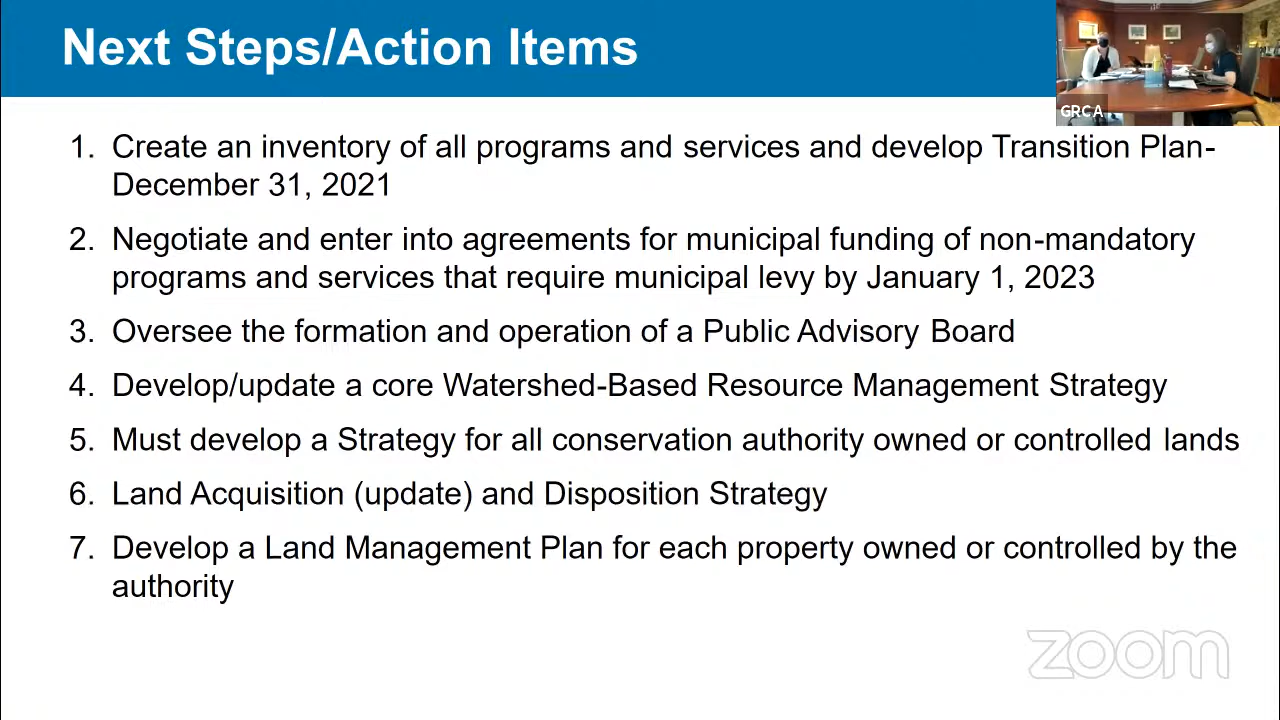 Next Steps/Action Items
GRCA
1. Create an inventory of all programs and services and develop Transition Plan-
December 31, 2021
2. Negotiate and enter into agreements for municipal funding of non-mandatory
programs and services that require municipal levy by January 1, 2023
3. Oversee the formation and operation of a Public Advisory Board
4. Develop/update a core Watershed-Based Resource Management Strategy
5. Must develop a Strategy for all conservation authority owned or controlled lands
6. Land Acquisition (update) and Disposition Strategy
7. Develop a Land Management Plan for each property owned or controlled by the
authority
zoom